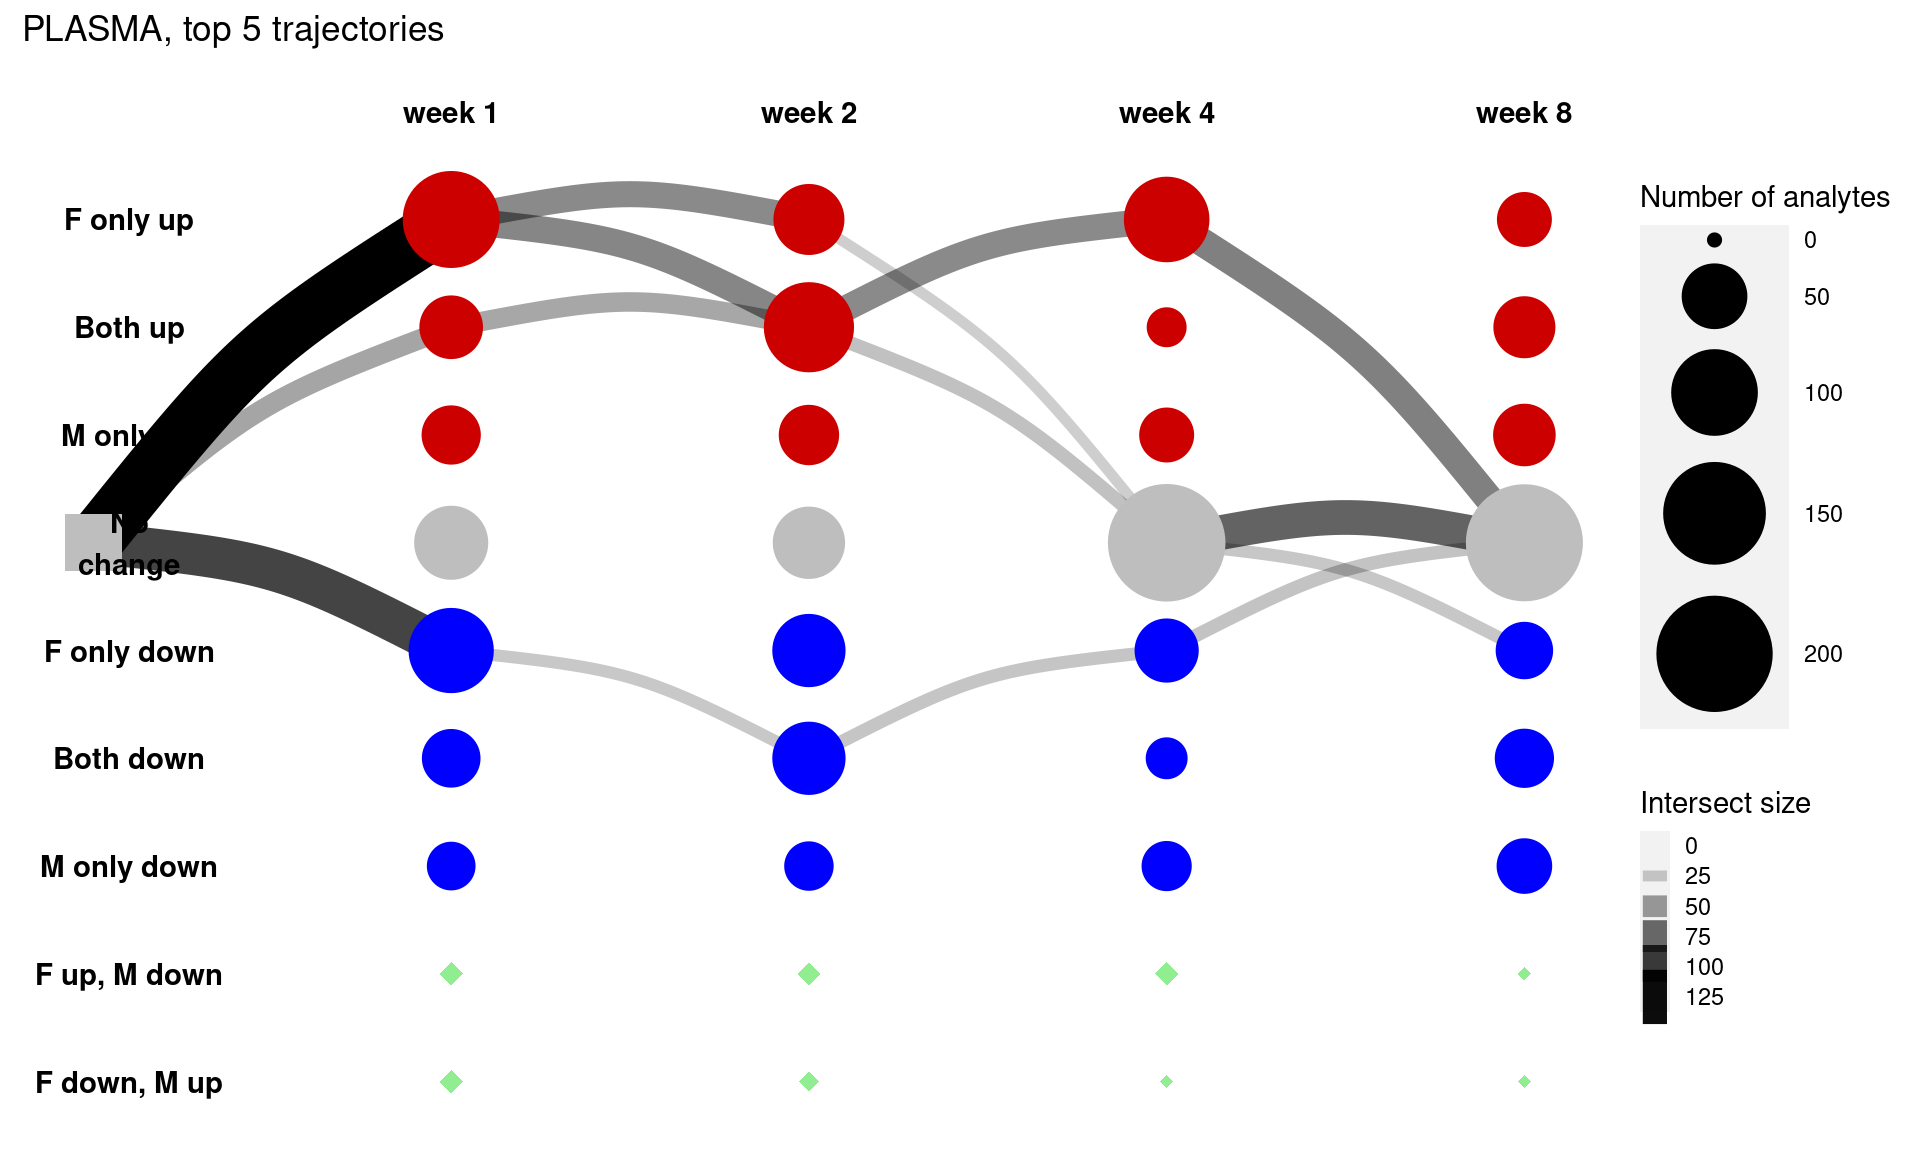 PLASMA, top 5 trajectories
week 1 week 2 week 4 week 8
F only up
Both up
M only
No
change
F only down
Both down
M only down
F up, M down
F down, M up
Number of analytes
0
50
100
150
200
Intersect size
0
25
50
75
100
125